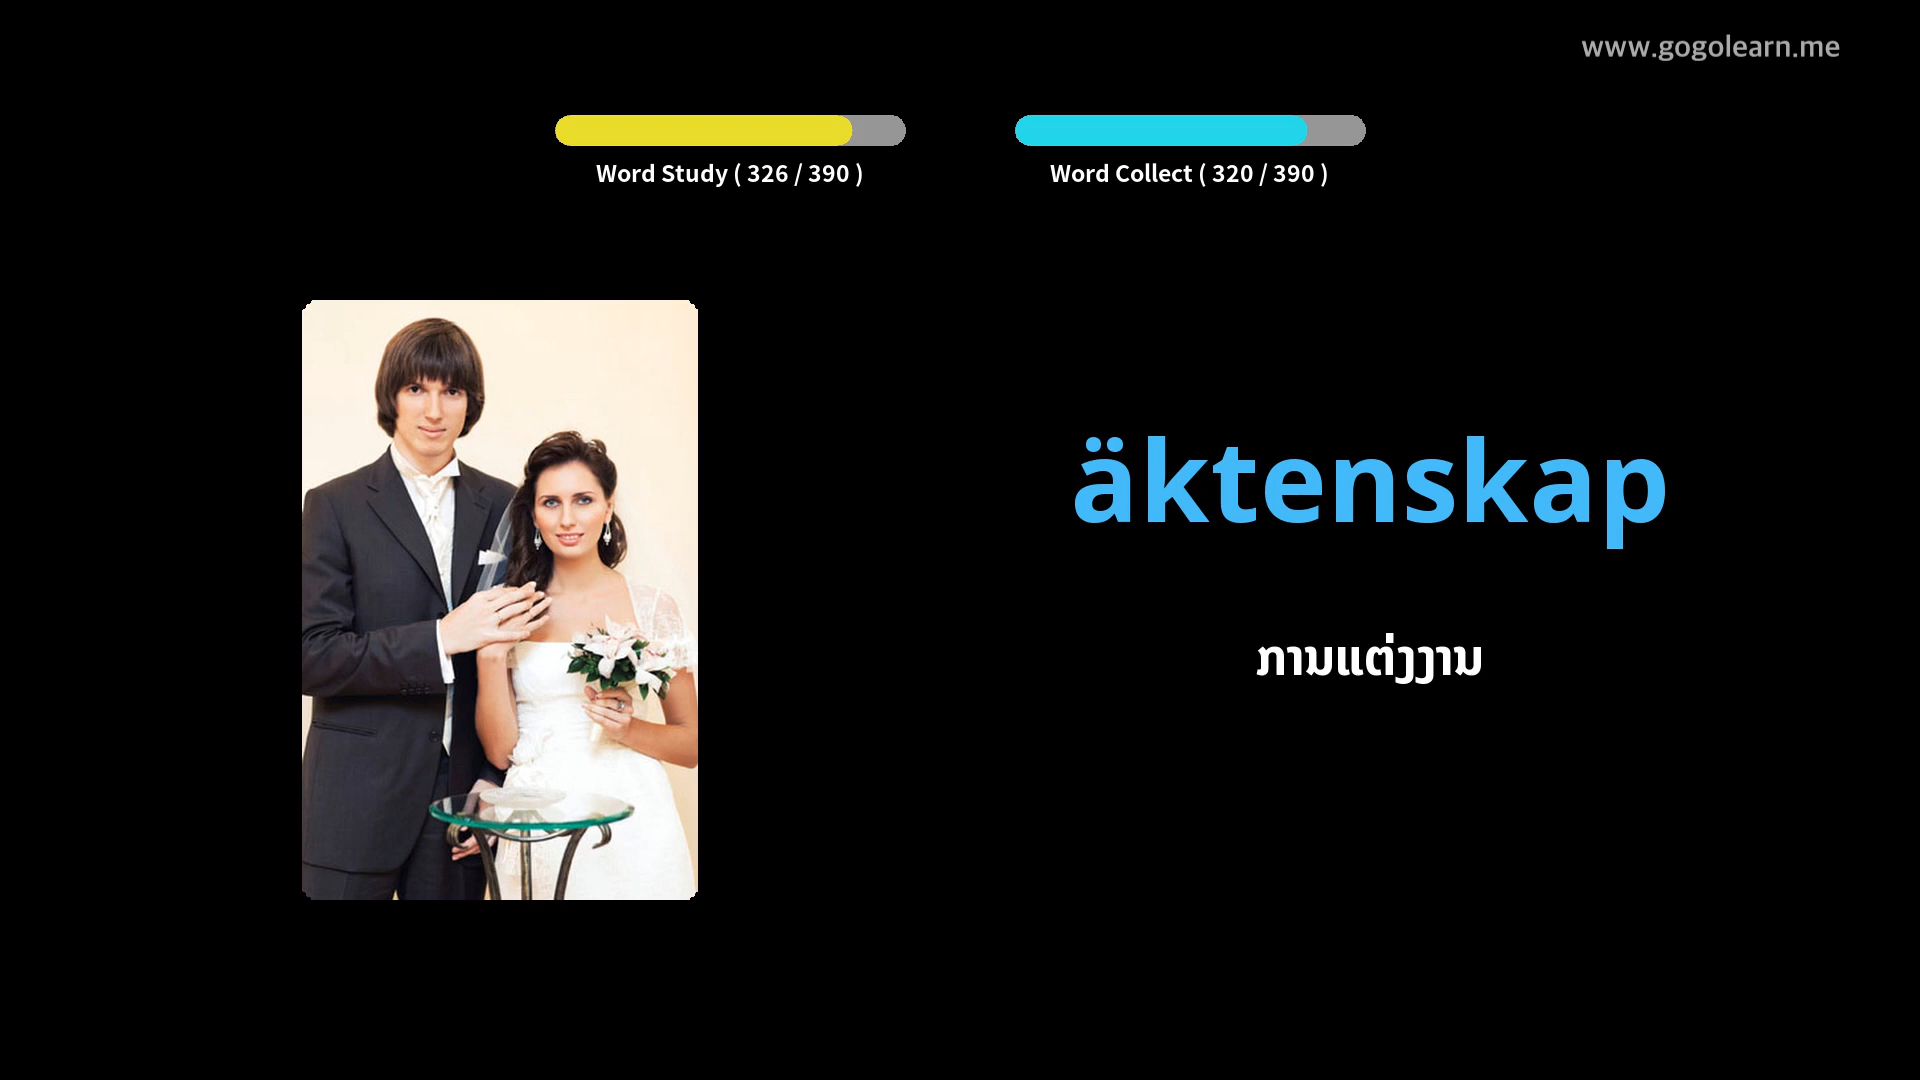 www.gogolearn.me
Word Study ( 326 / 390 )
Word Collect ( 320 / 390 )
äktenskap
ການແຕ່ງງານ